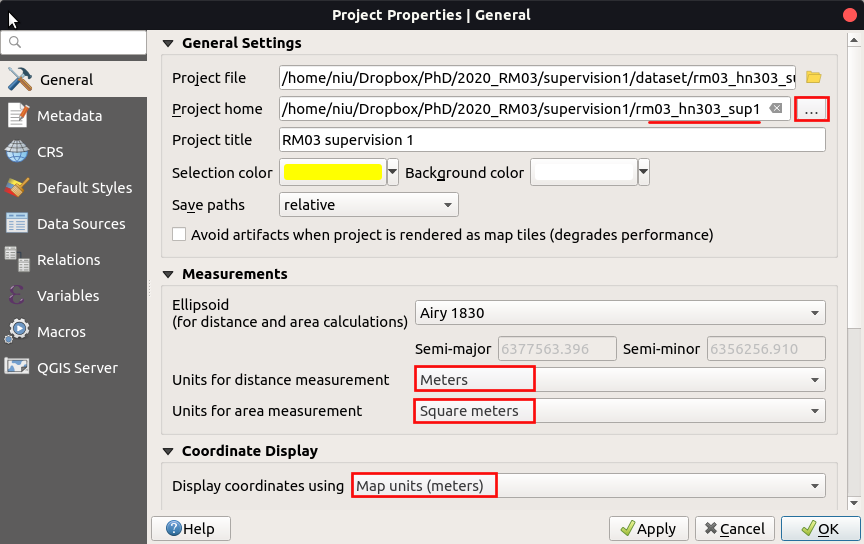 Project Properties | General
General
Metadata
CRS
Default Styles
Data Sources
Relations
Variables
Macros
QGIS Server
General Settings
Project file /home/niu/Dropbox/PhD/2020_RM03/supervision1/dataset/rm03_hn303_su
Project home /home/niu/Dropbox/PhD/2020_RM03/supervision1/rm03_hn303_sup1 ...
Project title RM03 supervision 1
Selection color Background color
Save paths relative
Avoid artifacts when project is rendered as map tiles (degrades performance)
Measurements
Ellipsoid
(for distance and area calculations) Airy 1830
Semi-major 6377563.396 Semi-minor 6356256.910
Units for distance measurement Meters
Units for area measurement Square meters
Coordinate Display
Display coordinates using Map units (meters)
Help Apply Cancel OK